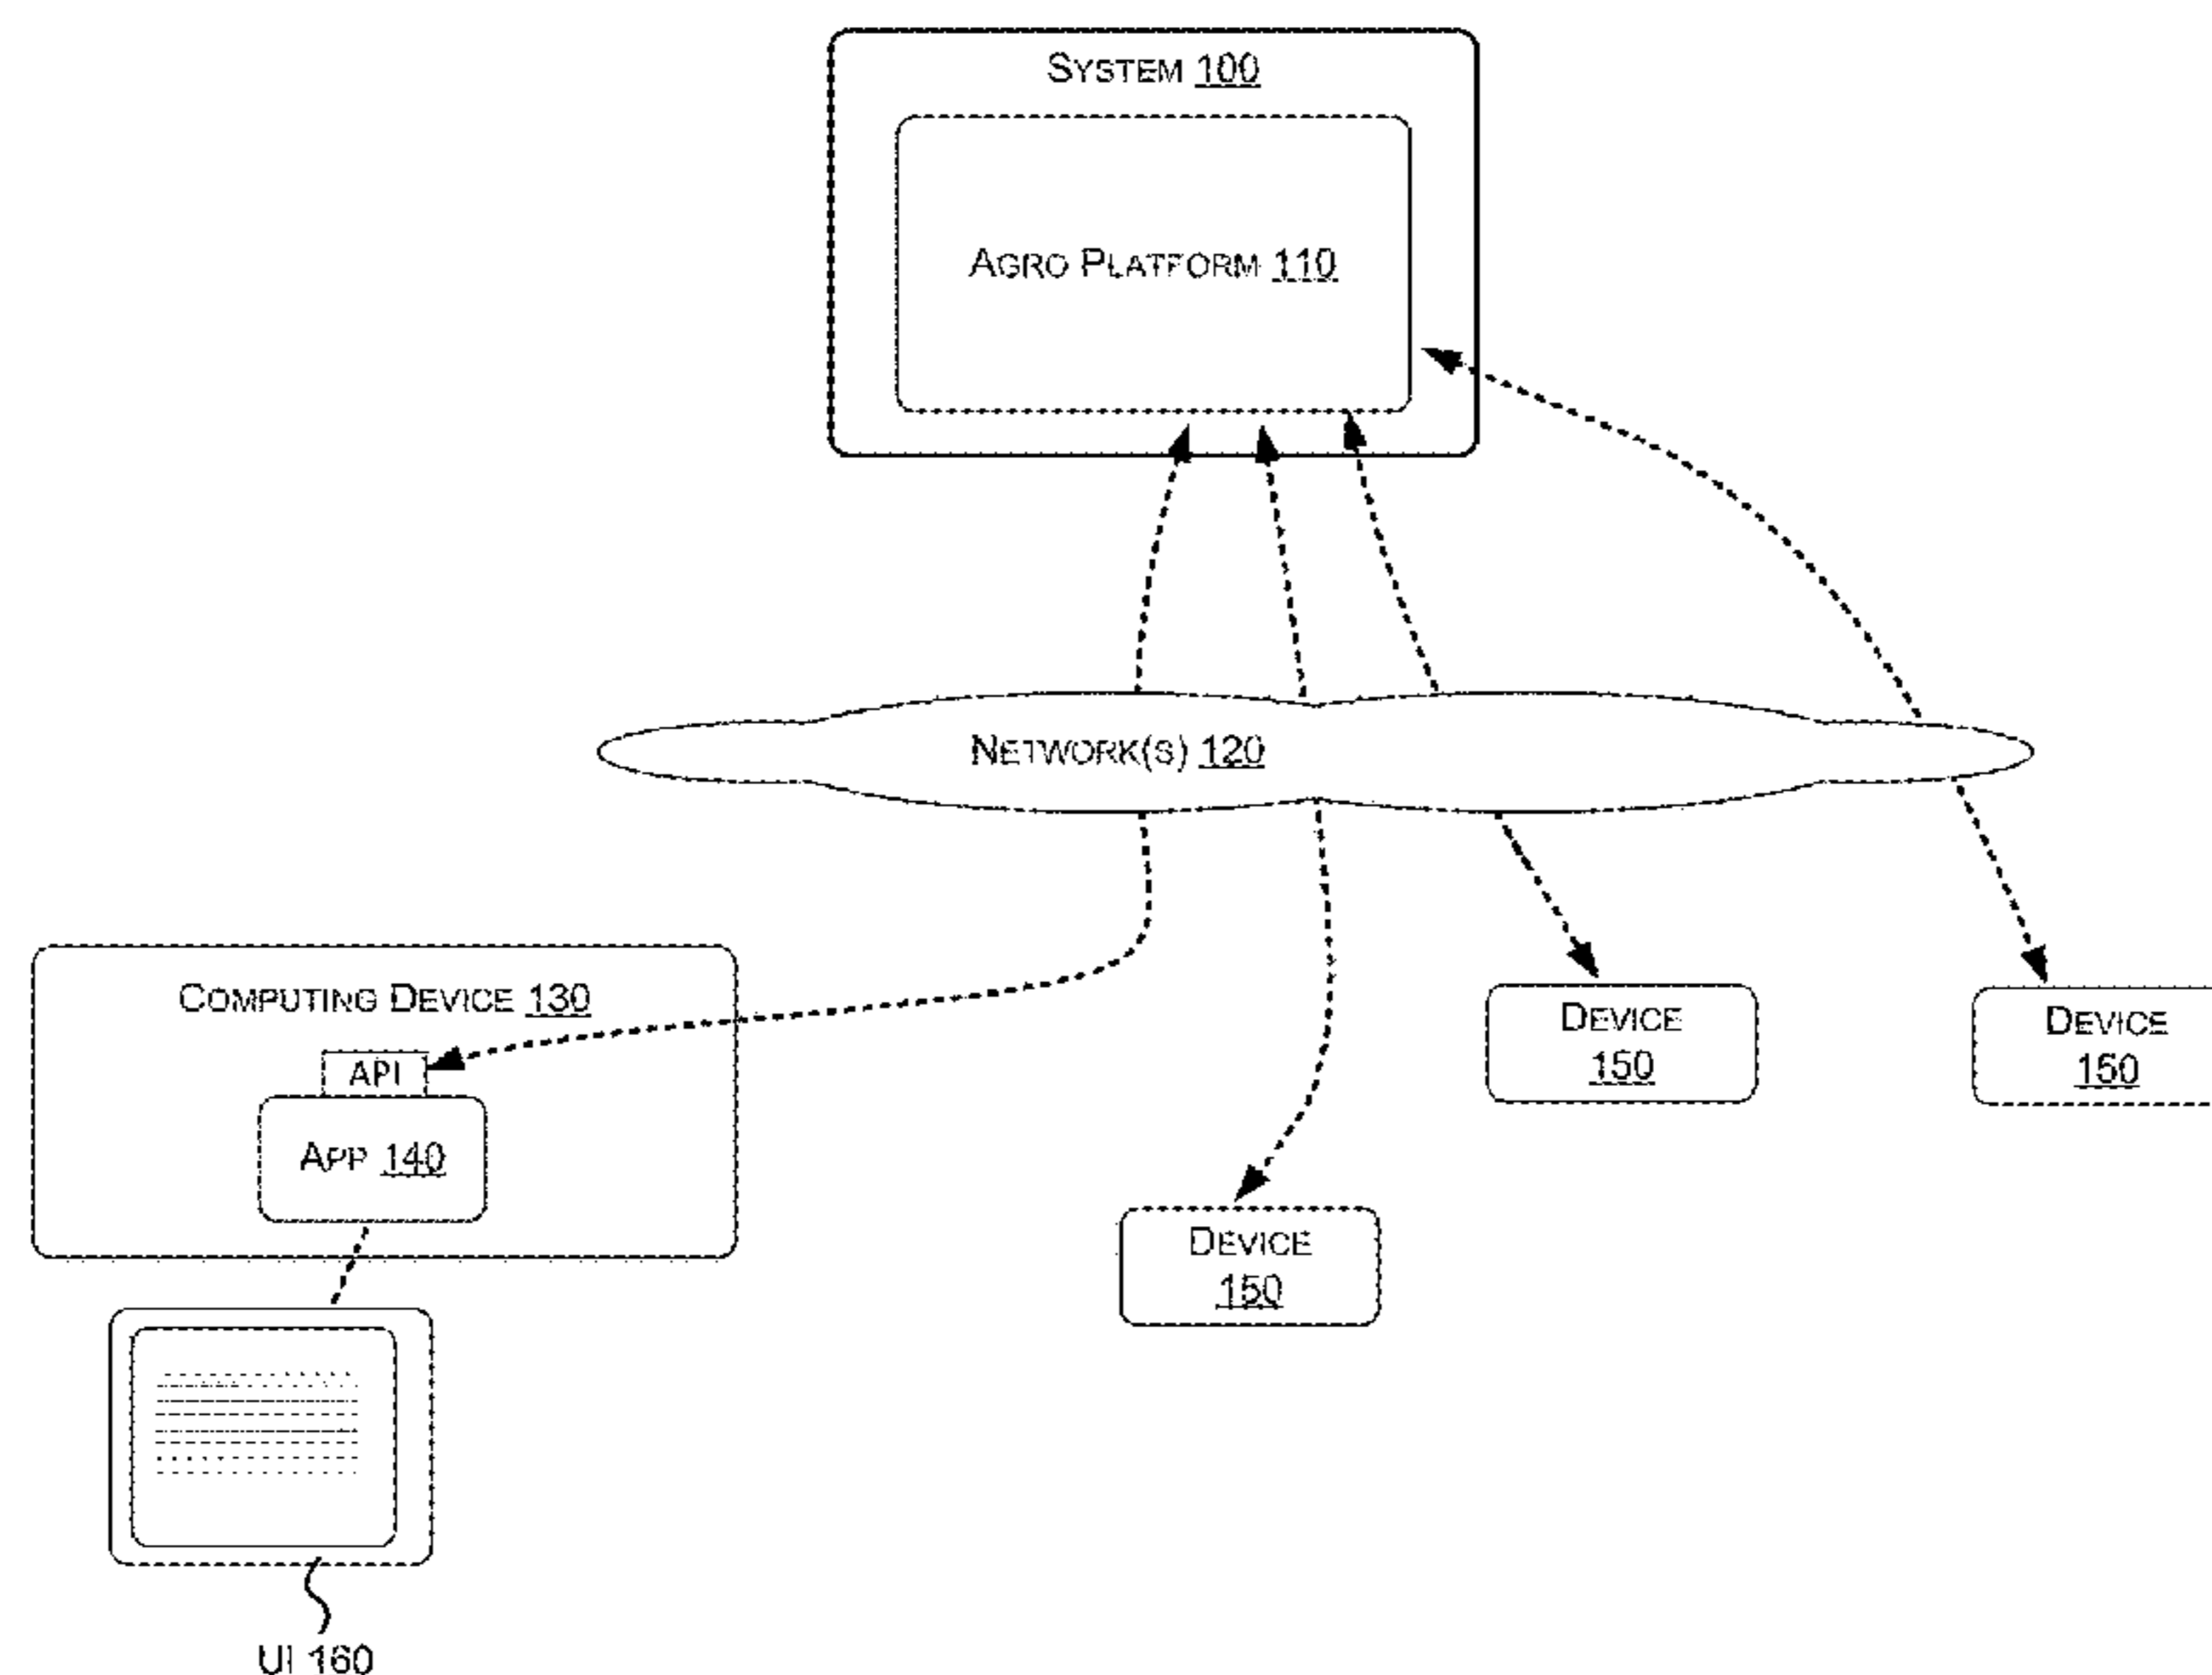 SYSTEM 100
AGRO PLATFORM 110
NETWORK(S) 120
COMPUTING DEVICE 130
API
APP 140
DEVICE
150
DEVICE
150
DEVICE
150
UI 160